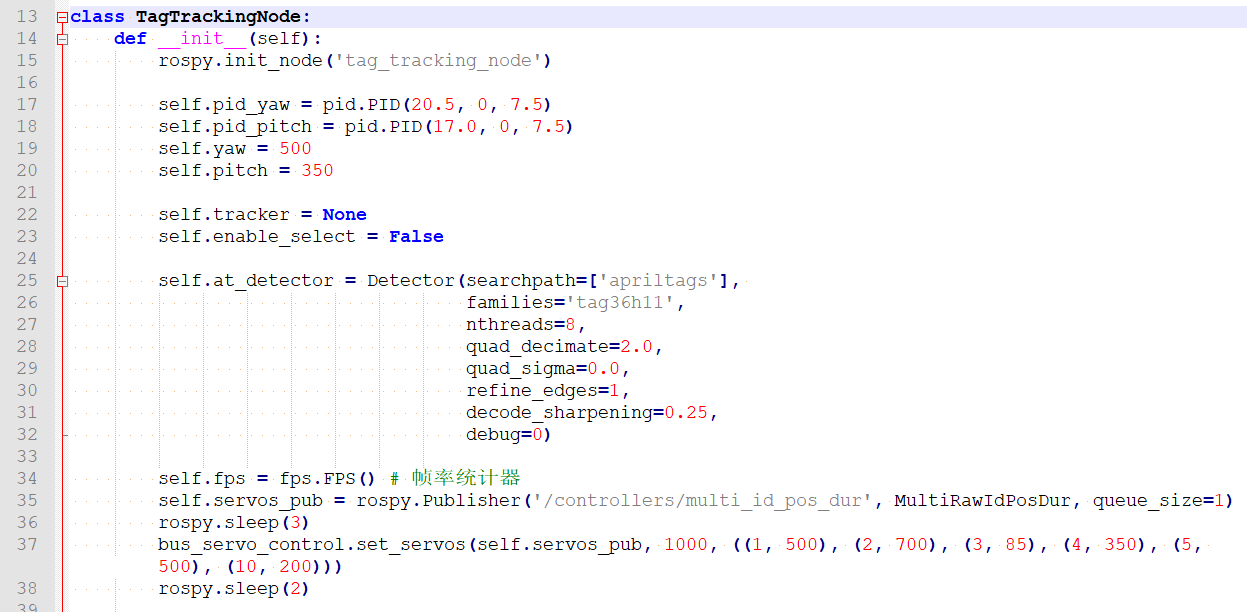 13 class TagTrackingNode:
14 def __init__(self):
15 rospy.init_node('tag_tracking_node')
16
17 self.pid_yaw = pid.PID(20.5, 0, 7.5)
18 self.pid_pitch = pid.PID(17.0, 0, 7.5)
19 self.yaw = 500
20 self.pitch = 350
21
22 self.tracker = None
23 self.enable_select = False
24
25 self.at_detector = Detector(searchpath=['apriltags'],
26 families='tag36h11',
27 nthreads=8,
28 quad_decimate=2.0,
29 quad_sigma=0.0,
30 refine_edges=1,
31 decode_sharpening=0.25,
32 debug=0)
33
34 self.fps = fps.FPS() # 帧率统计器
35 self.servos_pub = rospy.Publisher('/controllers/multi_id_pos_dur', MultiRawIdPosDur, queue_size=1)
36 rospy.sleep(3)
37 bus_servo_control.set_servos(self.servos_pub, 1000, ((1, 500), (2, 700), (3, 85), (4, 350), (5,
500), (10, 200)))
38 rospy.sleep(2)
39